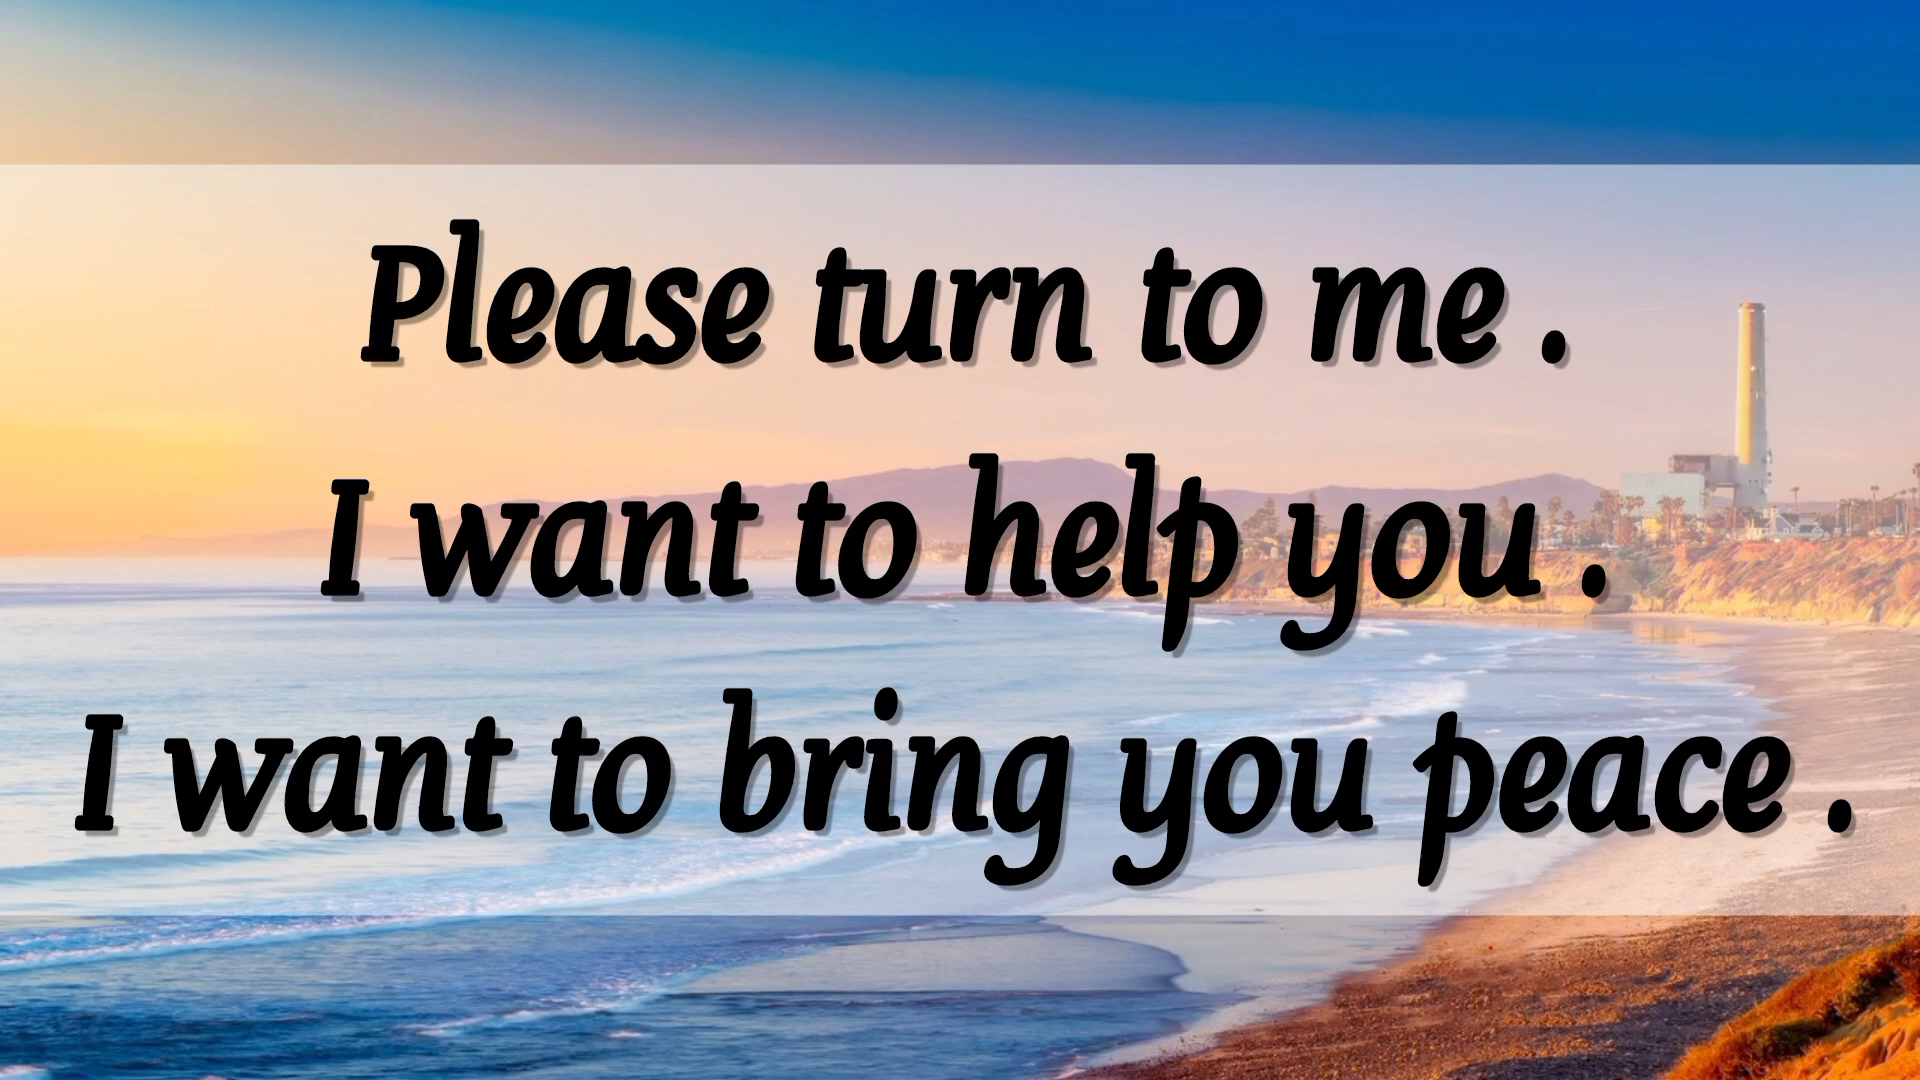 Please turn to me .
I want to help you .
I want to bring you peace .